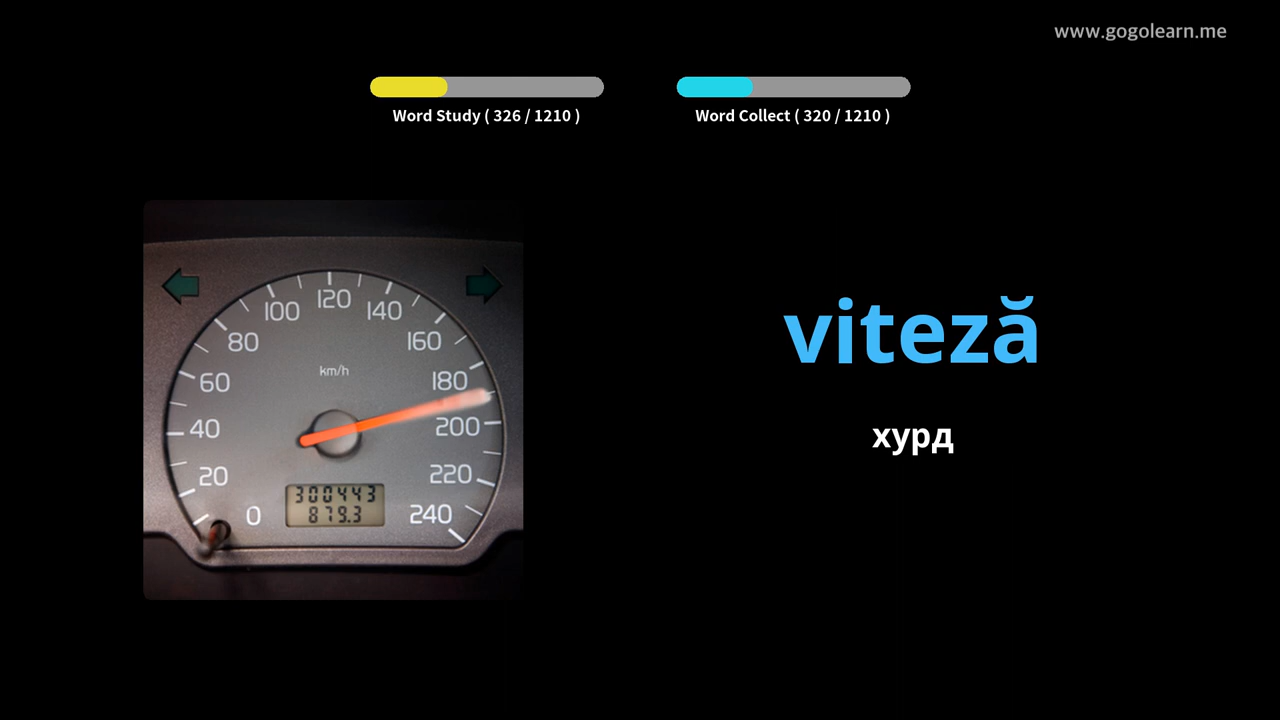 www.gogolearn.me
Word Study ( 326 / 1210 )
Word Collect ( 320 / 1210 )
120
100
140
80
160
km/h
60
180
40
200
20
220
300443
0
879.3
240
viteză
хурд